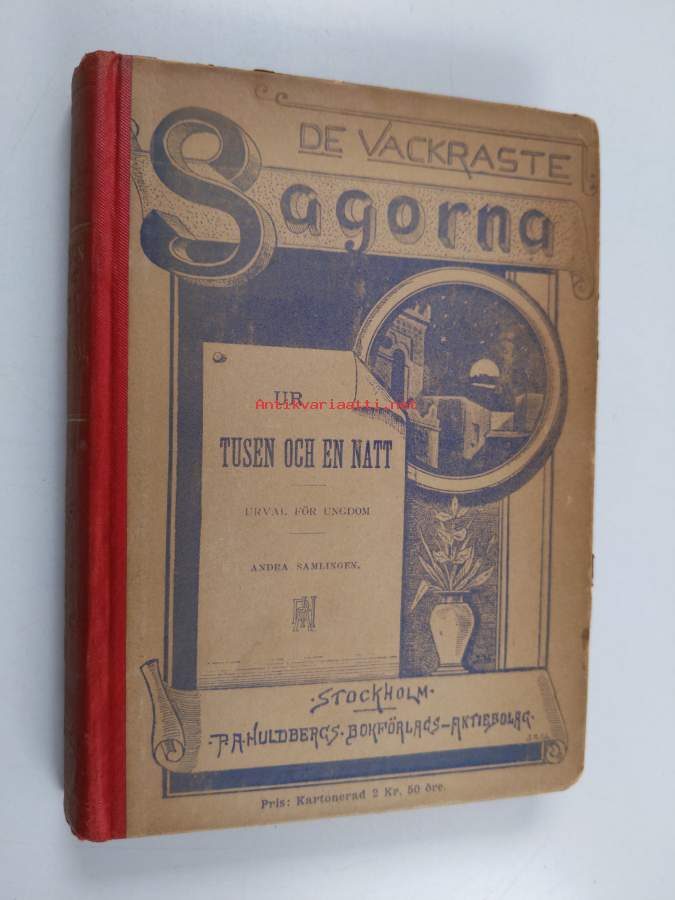 DE VACKRASTE
Sagorna
UR
Antikvariaatti.net
TUSEN OCH EN NATT
URVAL FÖR UNGDOM
ANDRA SAMLINGEN.
·STOCKHOLM·
·P.A. HULDBERGS·BOKFÖRLAGS-AKTIEBOLAG·
Pris: Kartonerad 2 Kr. 50 öre.